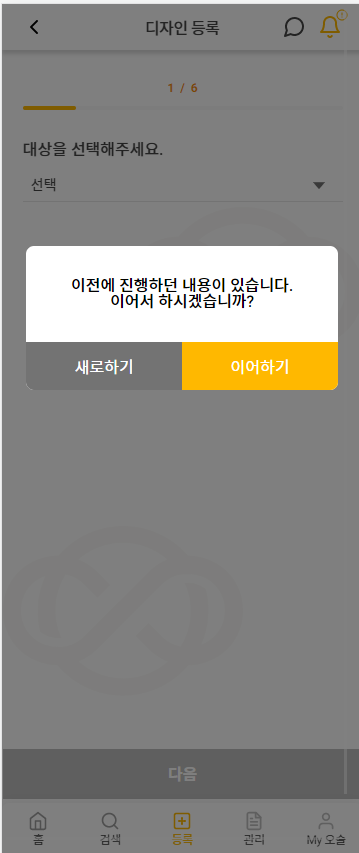 디자인 등록
1 / 6
대상을 선택해주세요.
선택
이전에 진행하던 내용이 있습니다.
이어서 하시겠습니까?
새로하기 이어하기
다음
홈 검색 등록 관리 My 오슬